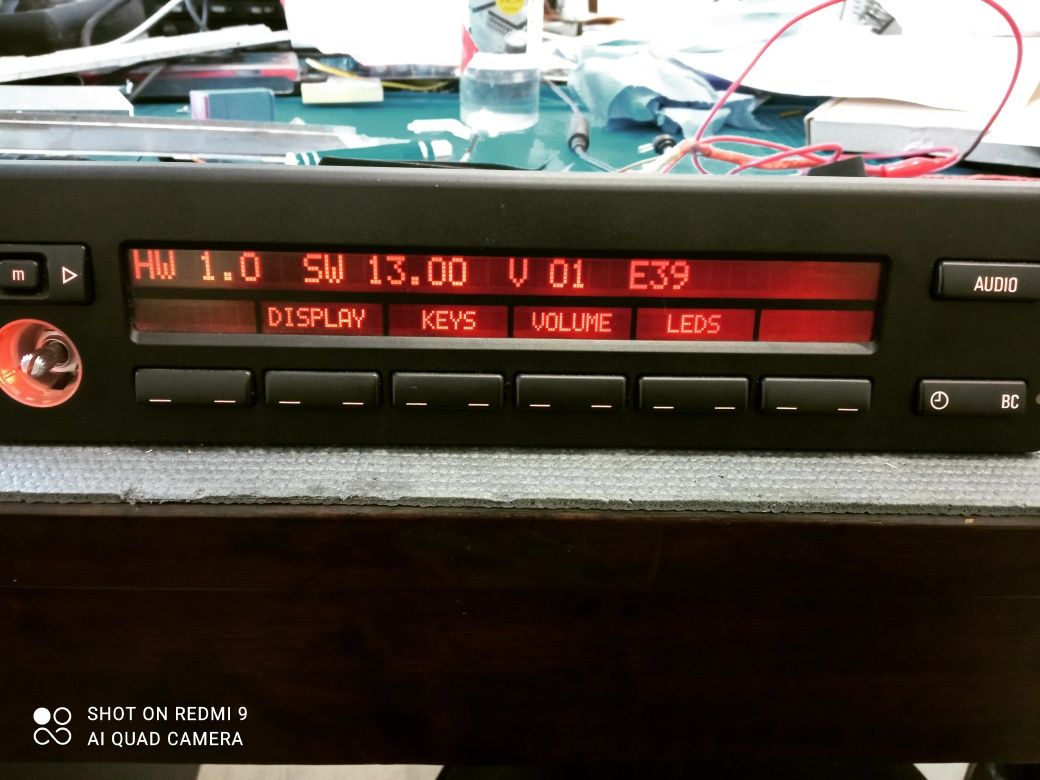 HW 1.0 SW 13.00 V 01 E39
DISPLAY KEYS VOLUME LEDS
m
AUDIO
BC
SHOT ON REDMI 9
AI QUAD CAMERA